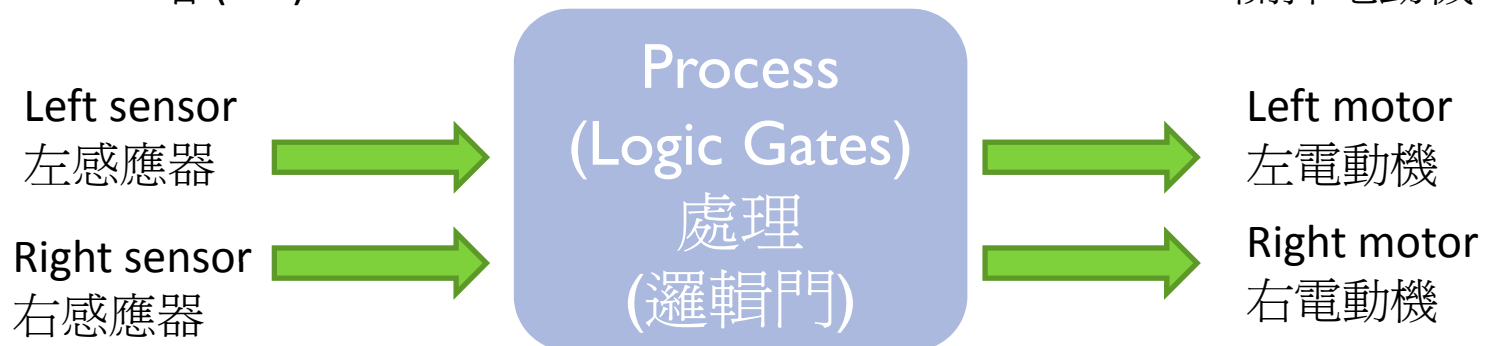 Left sensor
左感應器
Right sensor
右感應器
Process
(Logic Gates)
處理
(邏輯門)
Left motor
左電動機
Right motor
右電動機